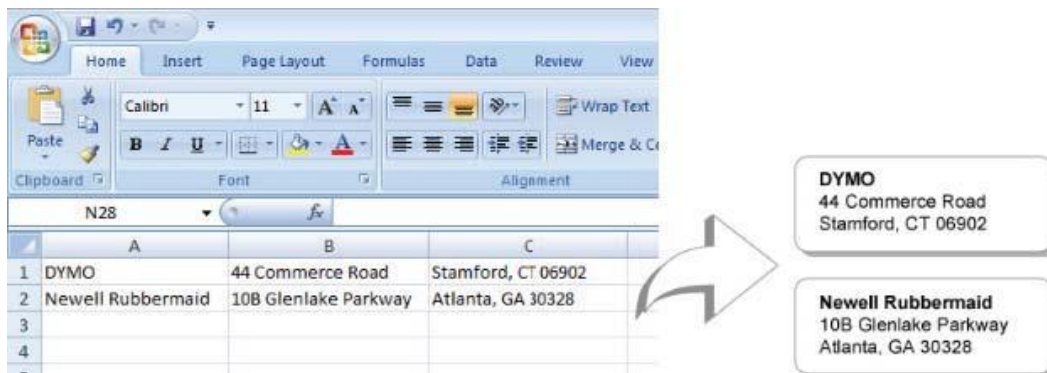 Home Insert Page Layout Formulas Data Review View
Calibri 11 A A Wrap Text
Paste B I U A Merge & Ce
Clipboard Font Alignment
N28 fx
A B C
1 DYMO 44 Commerce Road Stamford, CT 06902
2 Newell Rubbermaid 10B Glenlake Parkway Atlanta, GA 30328
3
4
DYMO
44 Commerce Road
Stamford, CT 06902
Newell Rubbermaid
10B Glenlake Parkway
Atlanta, GA 30328